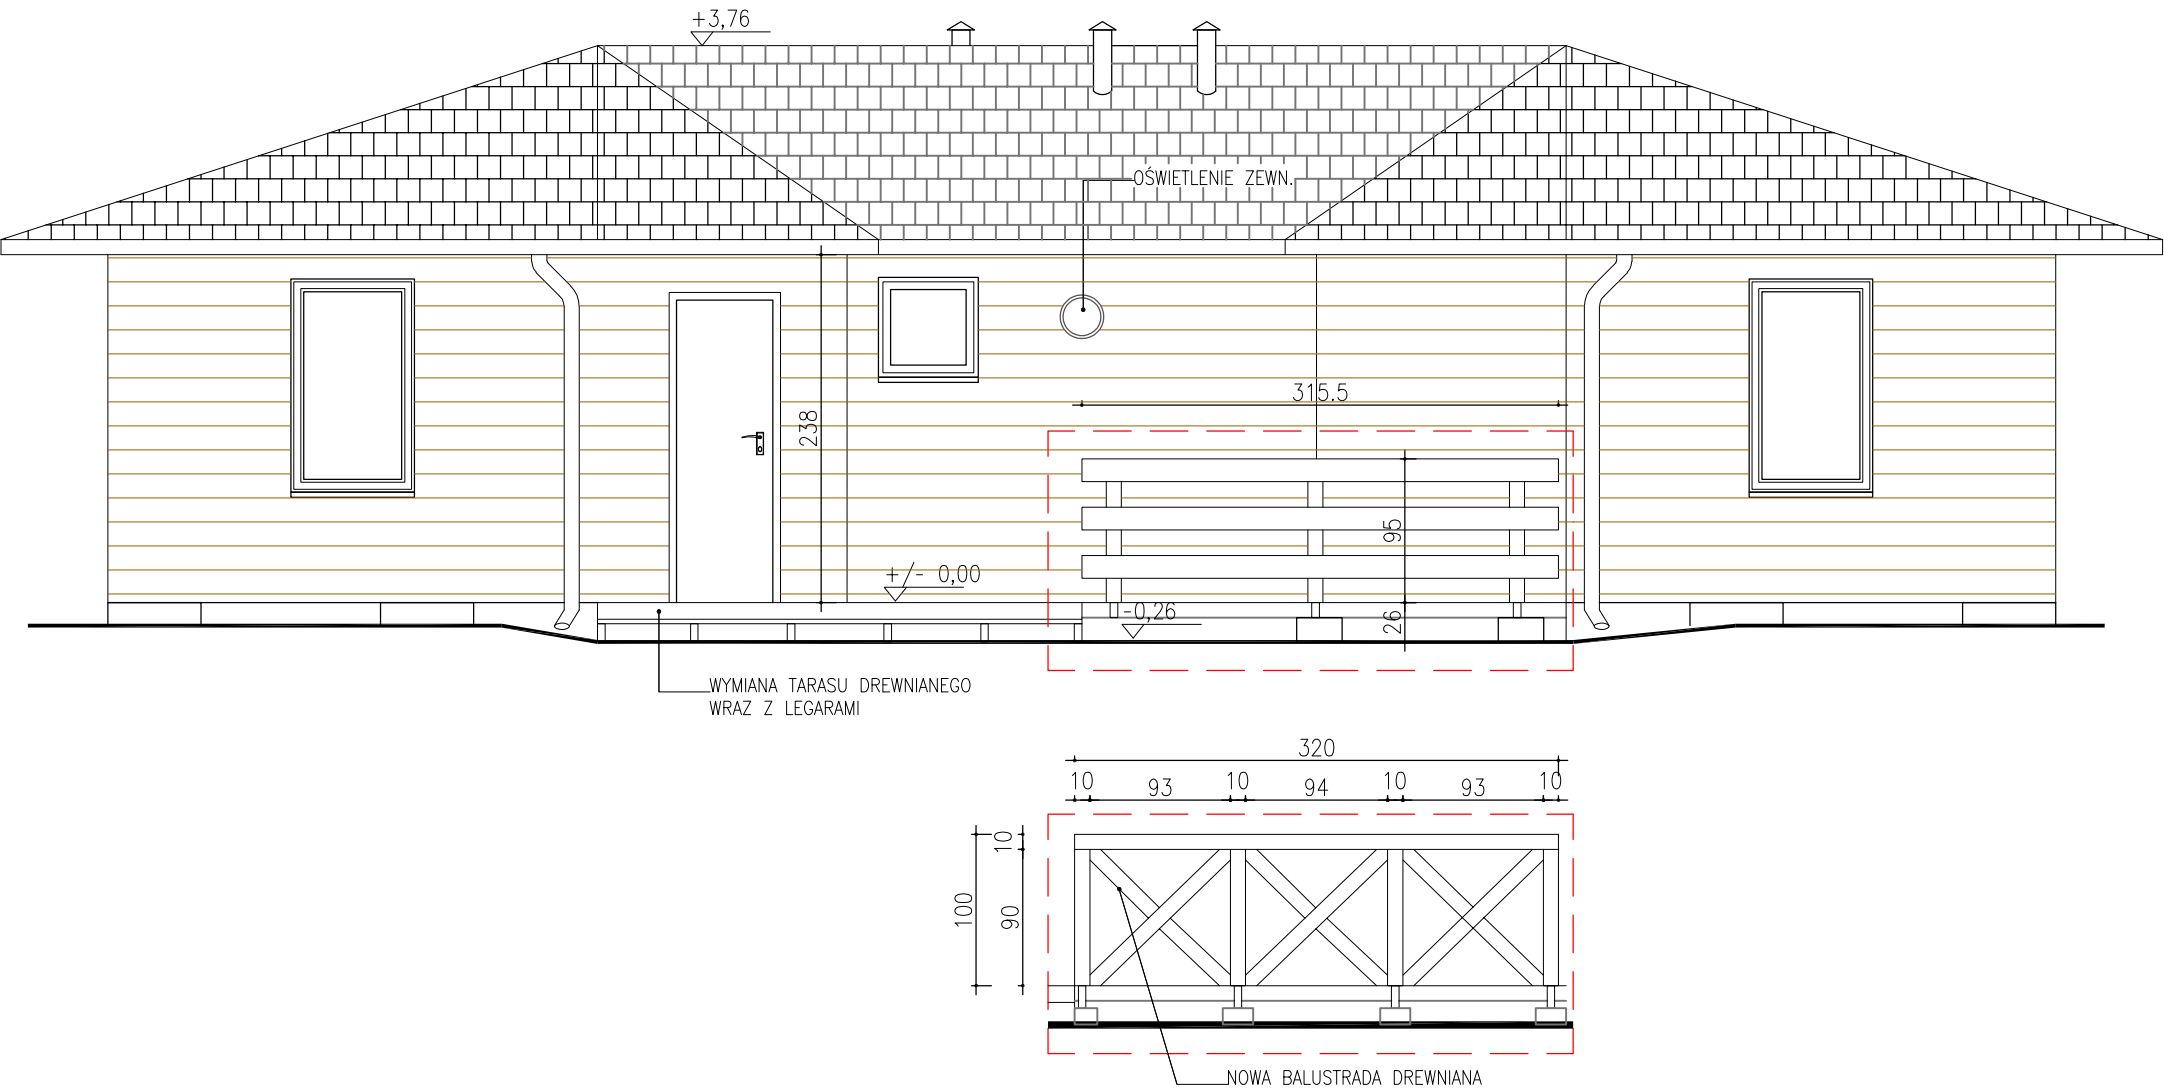 +3,76
OŚWIETLENIE ZEWN.
315.5
238
95
+/- 0,00
-0,26
26
WYMIANA TARASU DREWNIANEGO
WRAZ Z LEGARAMI
320
10 93 10 94 10 93 10
10
100
90
NOWA BALUSTRADA DREWNIANA